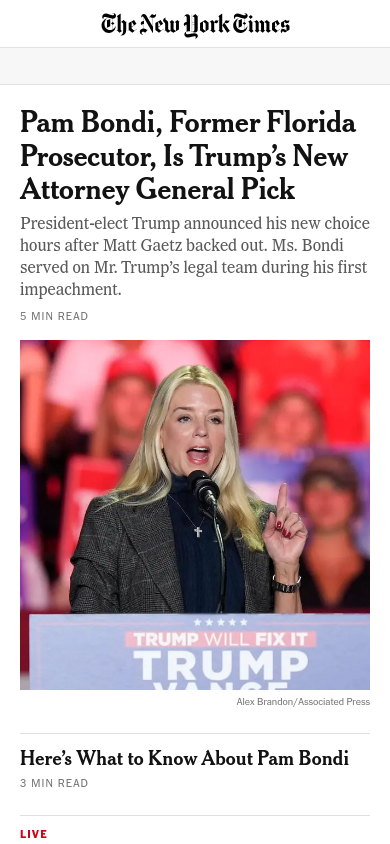 The New York Times
Pam Bondi, Former Florida
Prosecutor, Is Trump’s New
Attorney General Pick
President-elect Trump announced his new choice
hours after Matt Gaetz backed out. Ms. Bondi
served on Mr. Trump’s legal team during his first
impeachment.
5 MIN READ
TRUMP WILL FIX IT
TRUMP
VANCE
Alex Brandon/Associated Press
Here’s What to Know About Pam Bondi
3 MIN READ
LIVE